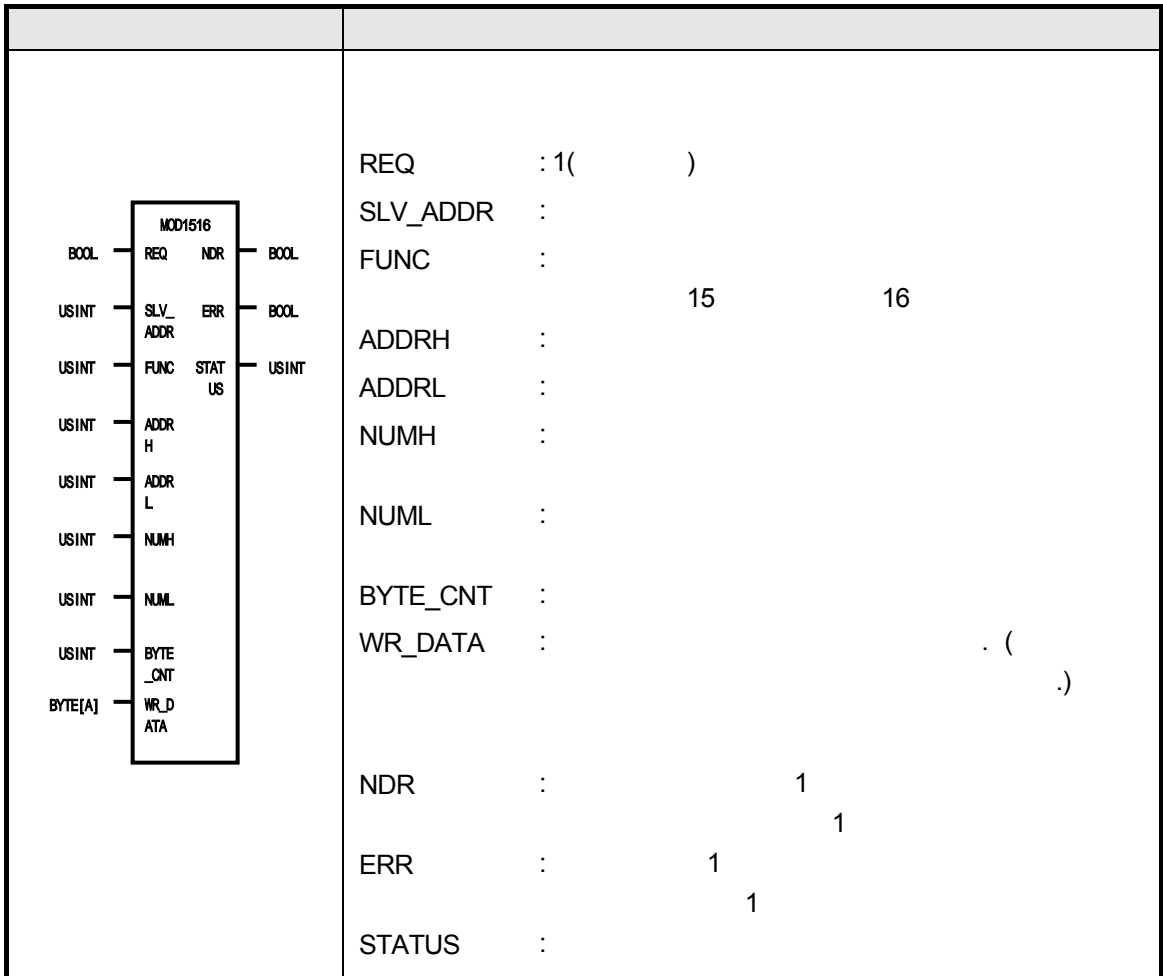 MOD1516
BOOL REQ NDR BOOL
USINT SLV_ ERR BOOL
ADDR
USINT FUNC STAT USINT
US
USINT ADDR
H
USINT ADDR
L
USINT NUMH
USINT NUML
USINT BYTE
_CNT
BYTE[A] WR_D
ATA
REQ : 1( )
SLV_ADDR :
FUNC :
15 16
ADDRH :
ADDRL :
NUMH :
NUML :
BYTE_CNT :
WR_DATA : . (
.)
NDR : 1
1
ERR : 1
1
STATUS :